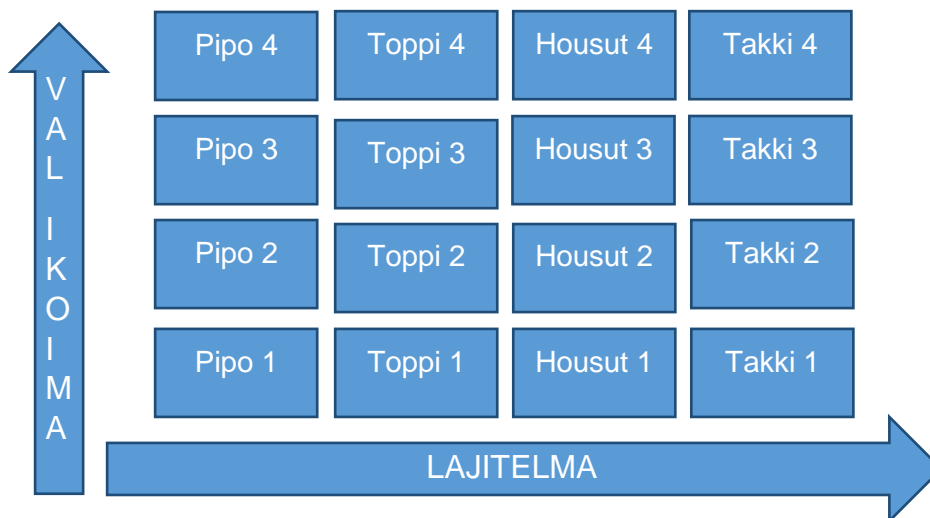 Pipo 4 Toppi 4 Housut 4 Takki 4
Pipo 3 Toppi 3 Housut 3 Takki 3
Pipo 2 Toppi 2 Housut 2 Takki 2
Pipo 1 Toppi 1 Housut 1 Takki 1
V
A
L
I
K
O
I
M
A
LAJITELMA